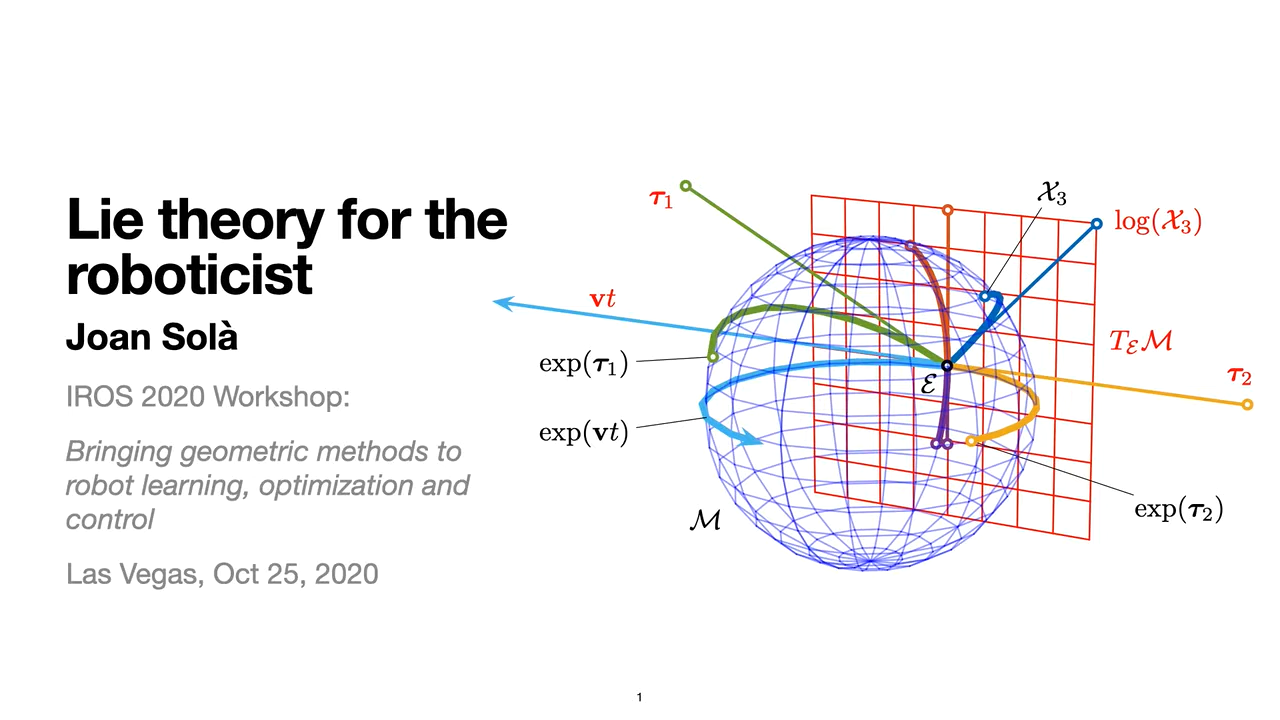 Lie theory for the
roboticist
Joan Solà
IROS 2020 Workshop:
Bringing geometric methods to
robot learning, optimization and
control
Las Vegas, Oct 25, 2020
τ₁
𝒳₃
log(𝒳₃)
vt
exp(τ₁)
T_ℰℳ
ℰ
τ₂
exp(vt)
ℳ
exp(τ₂)
1